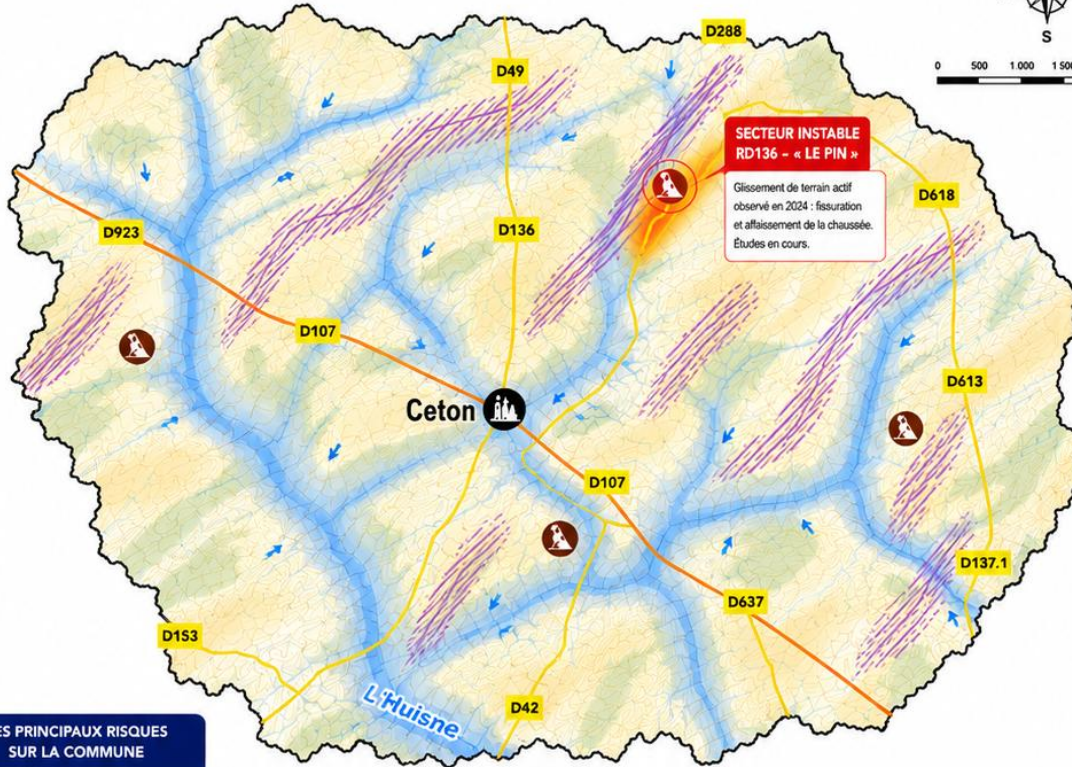 S
D288
D49
0 500 1 000 1 50
SECTEUR INSTABLE
RD136 – « LE PIN »
Glissement de terrain actif
observé en 2024 : fissuration
et affaissement de la chaussée.
Études en cours.
D618
D923
D136
D107
D613
Ceton
D107
D137.1
D637
D1S3
L'Huisne
D42
ES PRINCIPAUX RISQUES
SUR LA COMMUNE